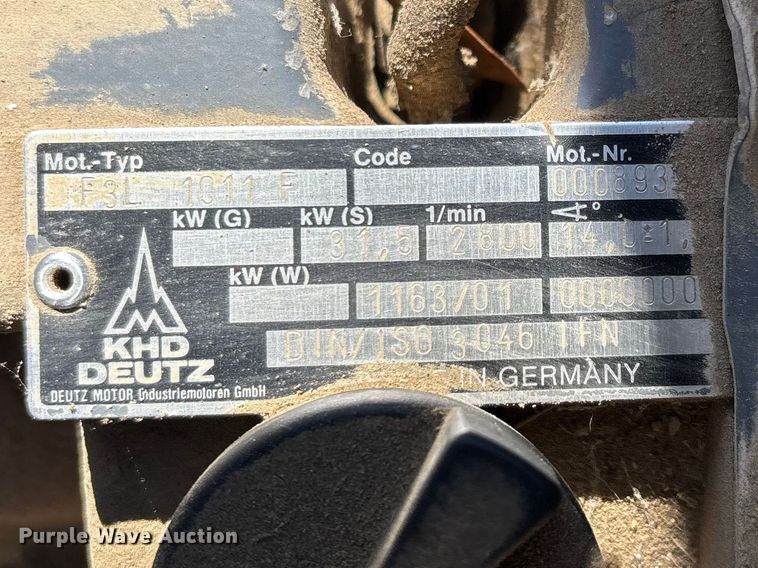 Mot.-Typ Code Mot.-Nr.
F3L 1011 F 000893
kW (G) kW (S) 1/min A°
31,5 2800 14,0±1,
kW (W)
1163/01 0000000
DIN/ISO 3046 IFN
KHD
DEUTZ
IN GERMANY
DEUTZ MOTOR Industriemotoren GmbH
Purple Wave Auction